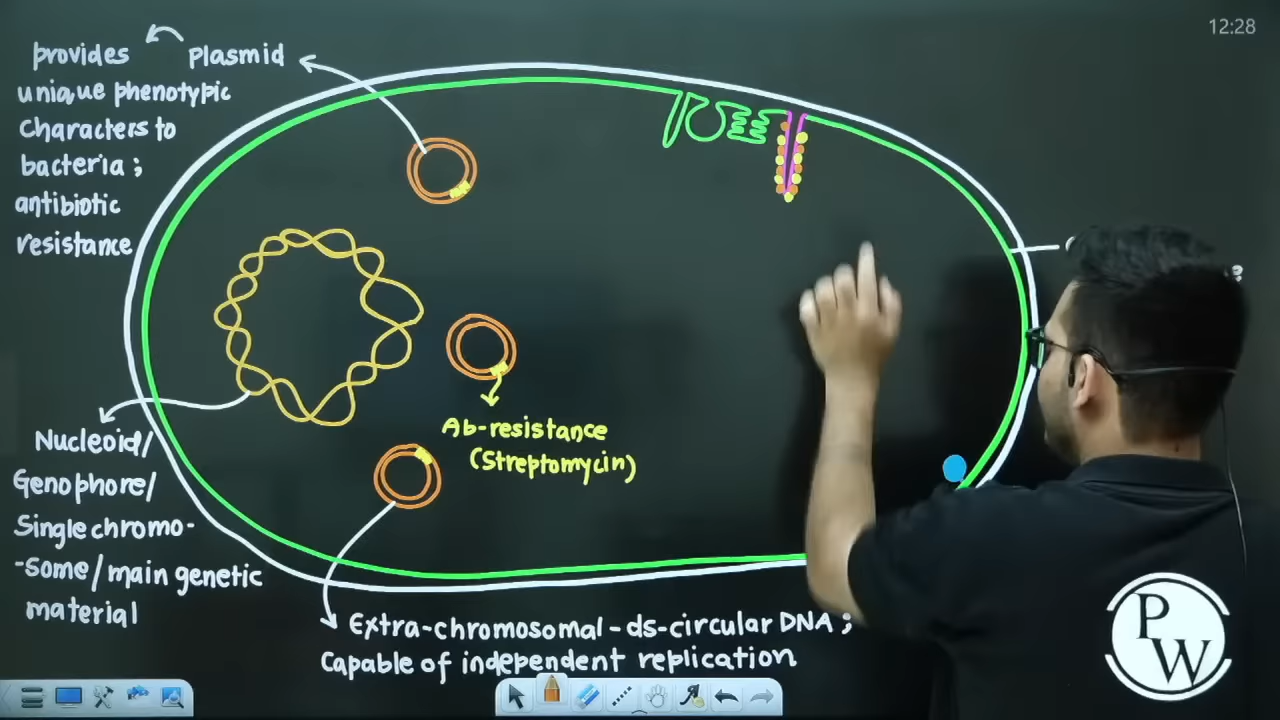 12:28
provides plasmid
unique phenotypic
characters to
bacteria;
antibiotic
resistance
Ab-resistance
(Streptomycin)
Nucleoid/
Genophore/
Single chromo-
-some/main genetic
material
Extra-chromosomal-ds-circular DNA;
Capable of independent replication
PW